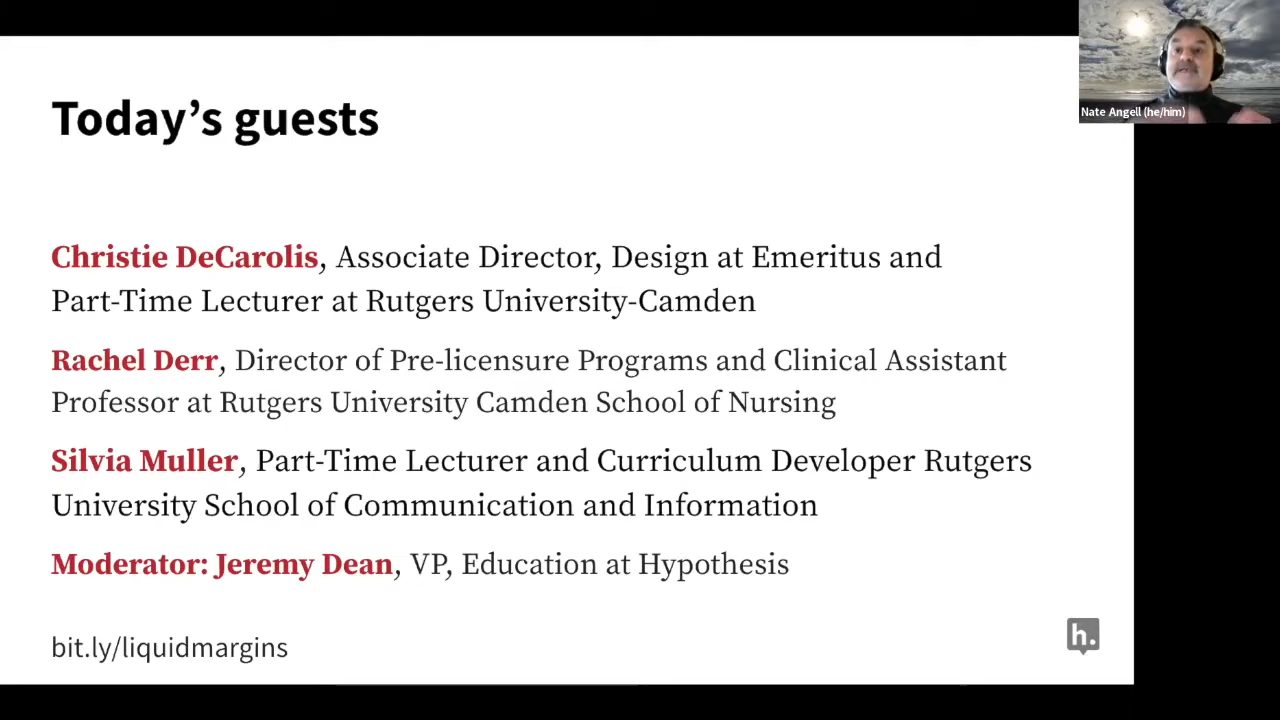 Today's guests
Nate Angell (he/him)
Christie DeCarolis, Associate Director, Design at Emeritus and
Part-Time Lecturer at Rutgers University-Camden
Rachel Derr, Director of Pre-licensure Programs and Clinical Assistant
Professor at Rutgers University Camden School of Nursing
Silvia Muller, Part-Time Lecturer and Curriculum Developer Rutgers
University School of Communication and Information
Moderator: Jeremy Dean, VP, Education at Hypothesis
bit.ly/liquidmargins
h.